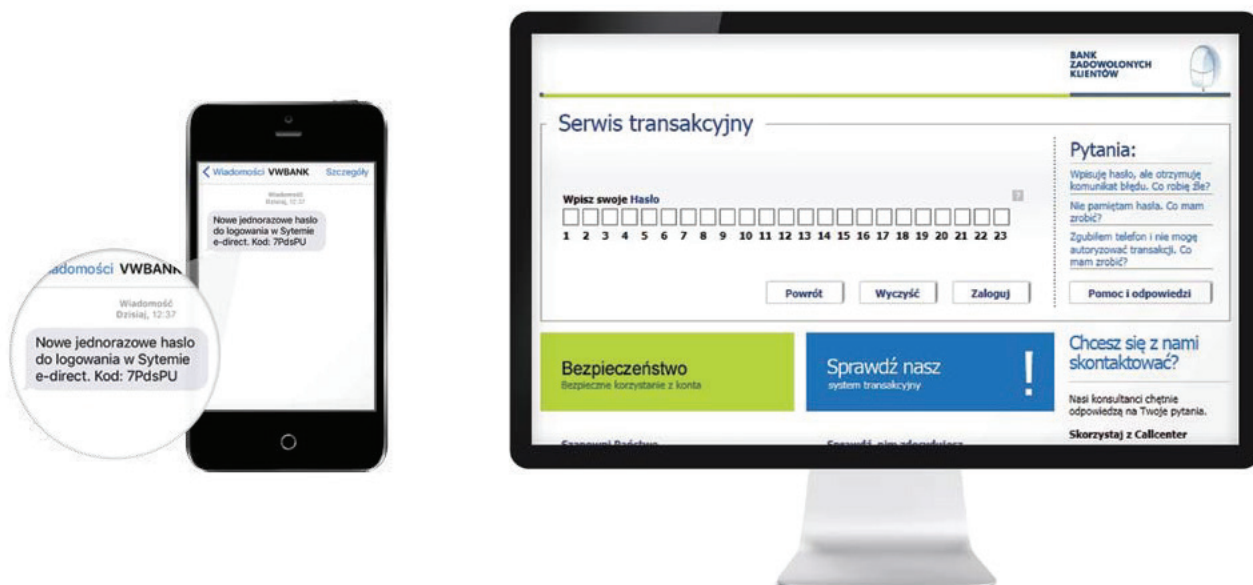 Wiadomości VWBANK Szczegóły
Wiadomość
Dzisiaj, 12:37
Nowe jednorazowe hasło
do logowania w Sytemie
e-direct. Kod: 7PdsPU
adomości VWBANK
Wiadomość
Dzisiaj, 12:37
Nowe jednorazowe haslo
do logowania w Sytemie
e-direct. Kod: 7PdsPU
BANK
ZADOWOLONYCH
KLIENTÓW
Serwis transakcyjny
Wpisz swoje Hasło
?
1 2 3 4 5 6 7 8 9 10 11 12 13 14 15 16 17 18 19 20 21 22 23
Powrót Wyczyść Zaloguj
Pytania:
Wpisuję hasło, ale otrzymuję
komunikat błędu. Co robię źle?
Nie pamiętam hasła. Co mam
zrobić?
Zgubiłem telefon i nie mogę
autoryzować transakcji. Co
mam zrobić?
Pomoc i odpowiedzi
Bezpieczeństwo
Bezpieczne korzystanie z konta
Sprawdź nasz
system transakcyjny
!
Chcesz się z nami
skontaktować?
Nasi konsultanci chętnie
odpowiedzą na Twoje pytania.
Skorzystaj z Callcenter